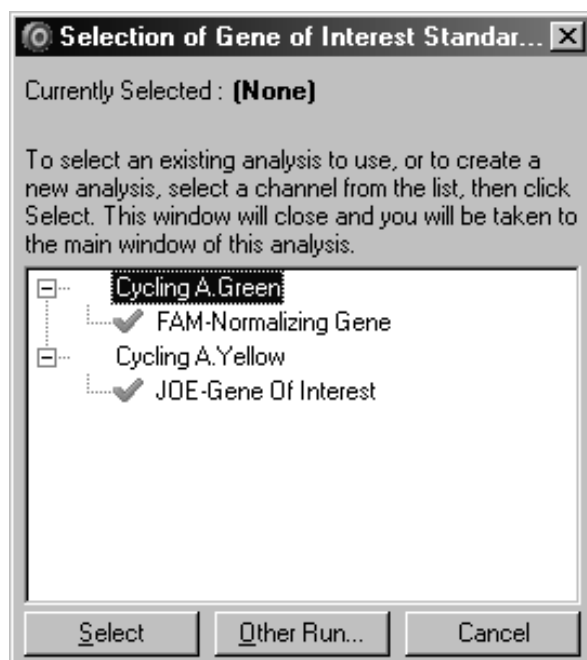 Selection of Gene of Interest Standar...
Currently Selected : (None)
To select an existing analysis to use, or to create a
new analysis, select a channel from the list, then click
Select. This window will close and you will be taken to
the main window of this analysis.
Cycling A.Green
FAM-Normalizing Gene
Cycling A.Yellow
JOE-Gene Of Interest
Select Other Run... Cancel